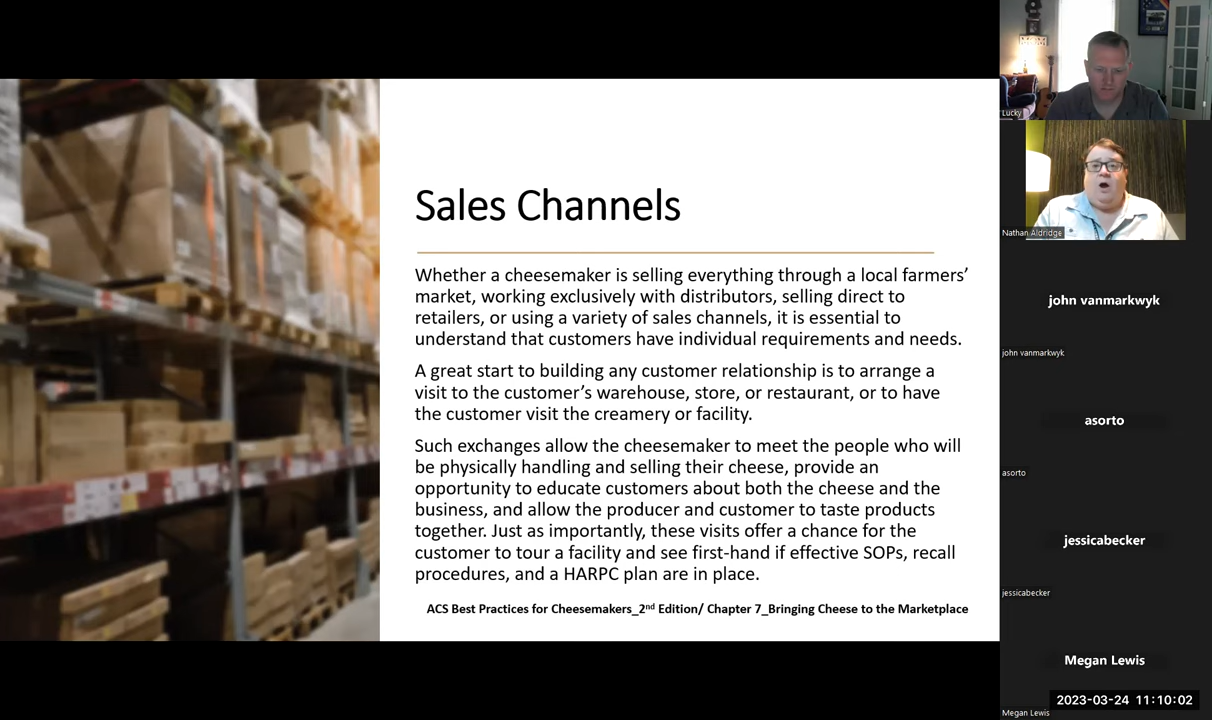 Sales Channels
Whether a cheesemaker is selling everything through a local farmers’
market, working exclusively with distributors, selling direct to
retailers, or using a variety of sales channels, it is essential to
understand that customers have individual requirements and needs.
A great start to building any customer relationship is to arrange a
visit to the customer’s warehouse, store, or restaurant, or to have
the customer visit the creamery or facility.
Such exchanges allow the cheesemaker to meet the people who will
be physically handling and selling their cheese, provide an
opportunity to educate customers about both the cheese and the
business, and allow the producer and customer to taste products
together. Just as importantly, these visits offer a chance for the
customer to tour a facility and see first-hand if effective SOPs, recall
procedures, and a HARPC plan are in place.
ACS Best Practices for Cheesemakers_2nd Edition/ Chapter 7_Bringing Cheese to the Marketplace
Lucky
Nathan Aldridge
john vanmarkwyk
john vanmarkwyk
asorto
asorto
jessicabecker
jessicabecker
Megan Lewis
2023-03-24 11:10:02
Megan Lewis